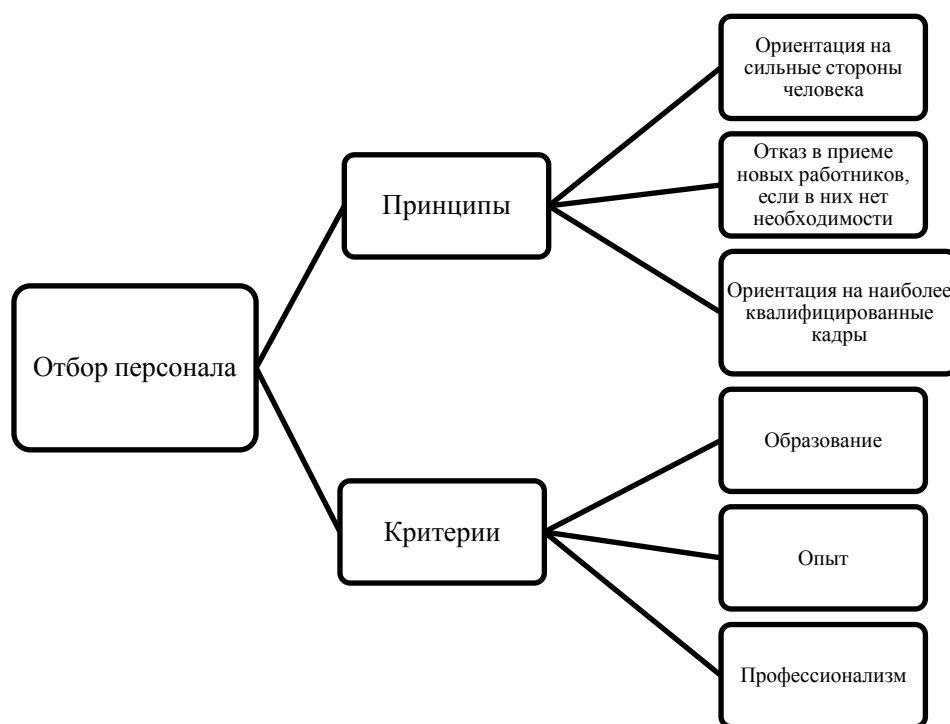 Отбор персонала
Принципы
Ориентация на
сильные стороны
человека
Отказ в приеме
новых работников,
если в них нет
необходимости
Ориентация на наиболее
квалифицированные
кадры
Критерии
Образование
Опыт
Профессионализм